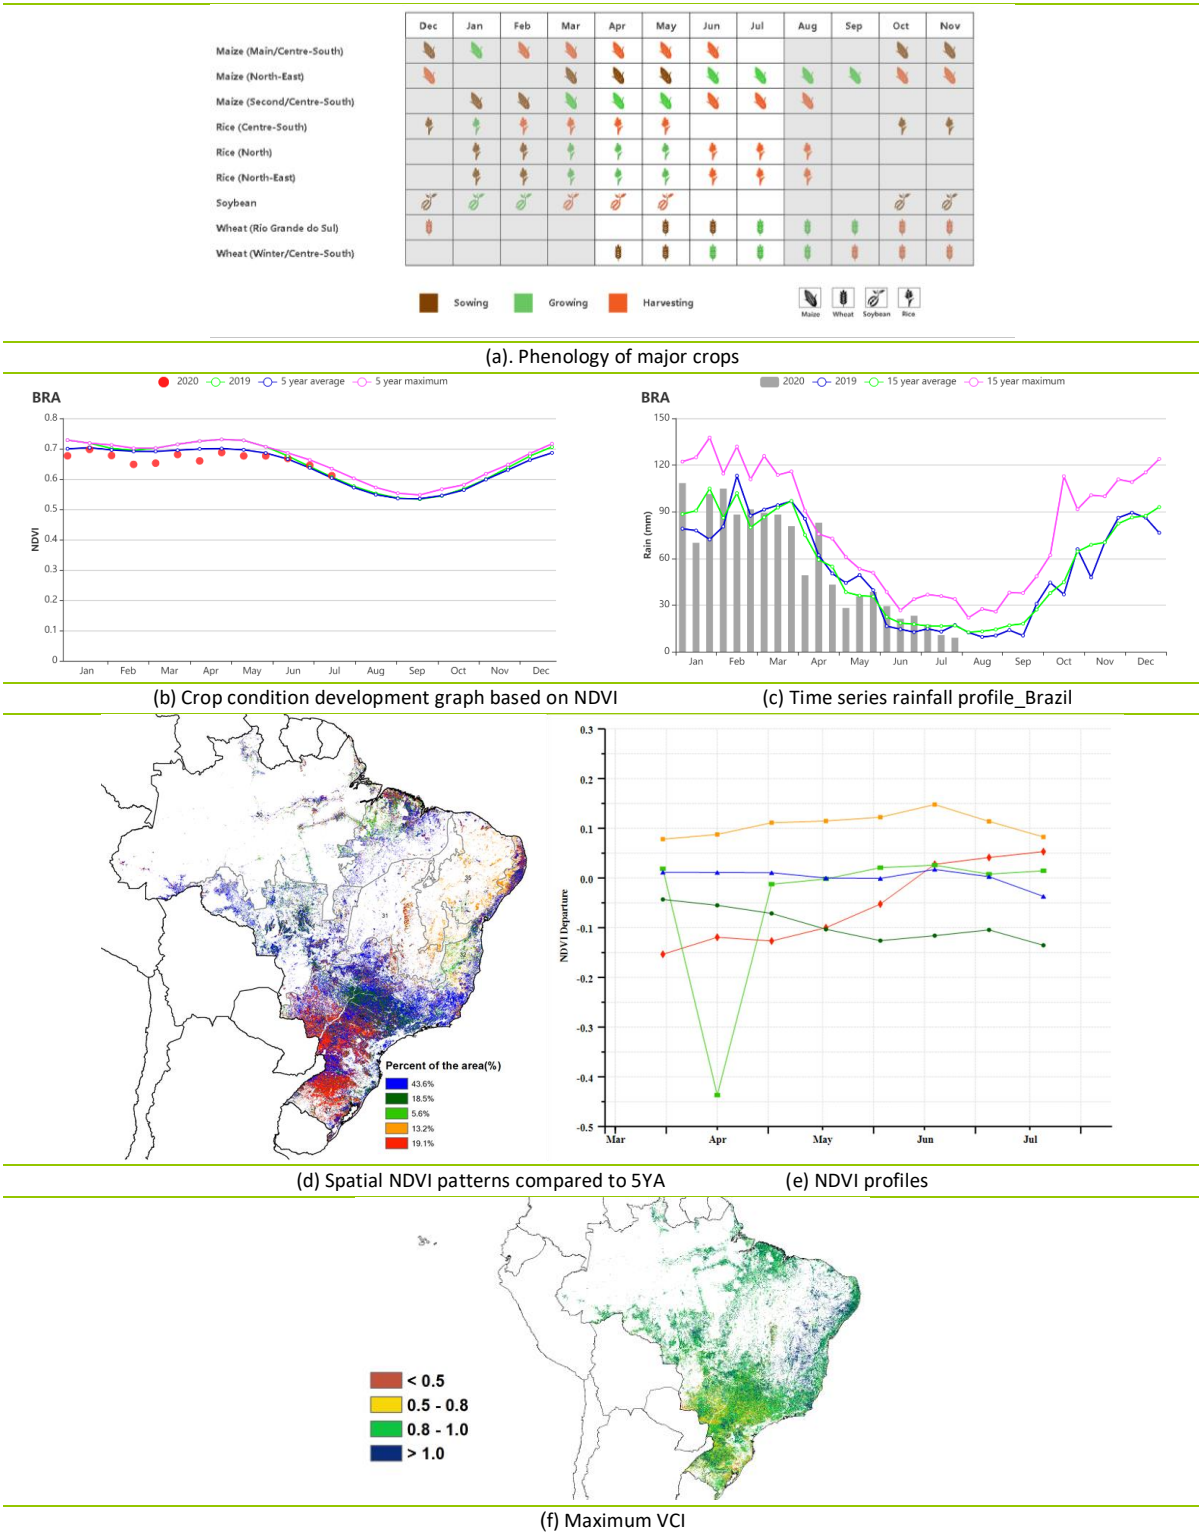 Dec Jan Feb Mar Apr May Jun Jul Aug Sep Oct Nov
Maize (Main/Centre-South)
Maize (North-East)
Maize (Second/Centre-South)
Rice (Centre-South)
Rice (North)
Rice (North-East)
Soybean
Wheat (Rio Grande do Sul)
Wheat (Winter/Centre-South)
Sowing Growing Harvesting
Maize Wheat Soybean Rice
(a). Phenology of major crops
2020 2019 5 year average 5 year maximum
BRA
0.8
0.7
0.6
0.5
0.4
0.3
0.2
0.1
0
NDVI
Jan Feb Mar Apr May Jun Jul Aug Sep Oct Nov Dec
2020 2019 15 year average 15 year maximum
BRA
150
120
90
60
30
0
Rain (mm)
Jan Feb Mar Apr May Jun Jul Aug Sep Oct Nov Dec
(b) Crop condition development graph based on NDVI (c) Time series rainfall profile_Brazil
31
Percent of the area(%)
43.6%
18.5%
5.6%
13.2%
19.1%
0.3
0.2
0.1
0.0
-0.1
-0.2
-0.3
-0.4
-0.5
NDVI Departure
Mar Apr May Jun Jul
(d) Spatial NDVI patterns compared to 5YA (e) NDVI profiles
< 0.5
0.5 - 0.8
0.8 - 1.0
> 1.0
(f) Maximum VCI